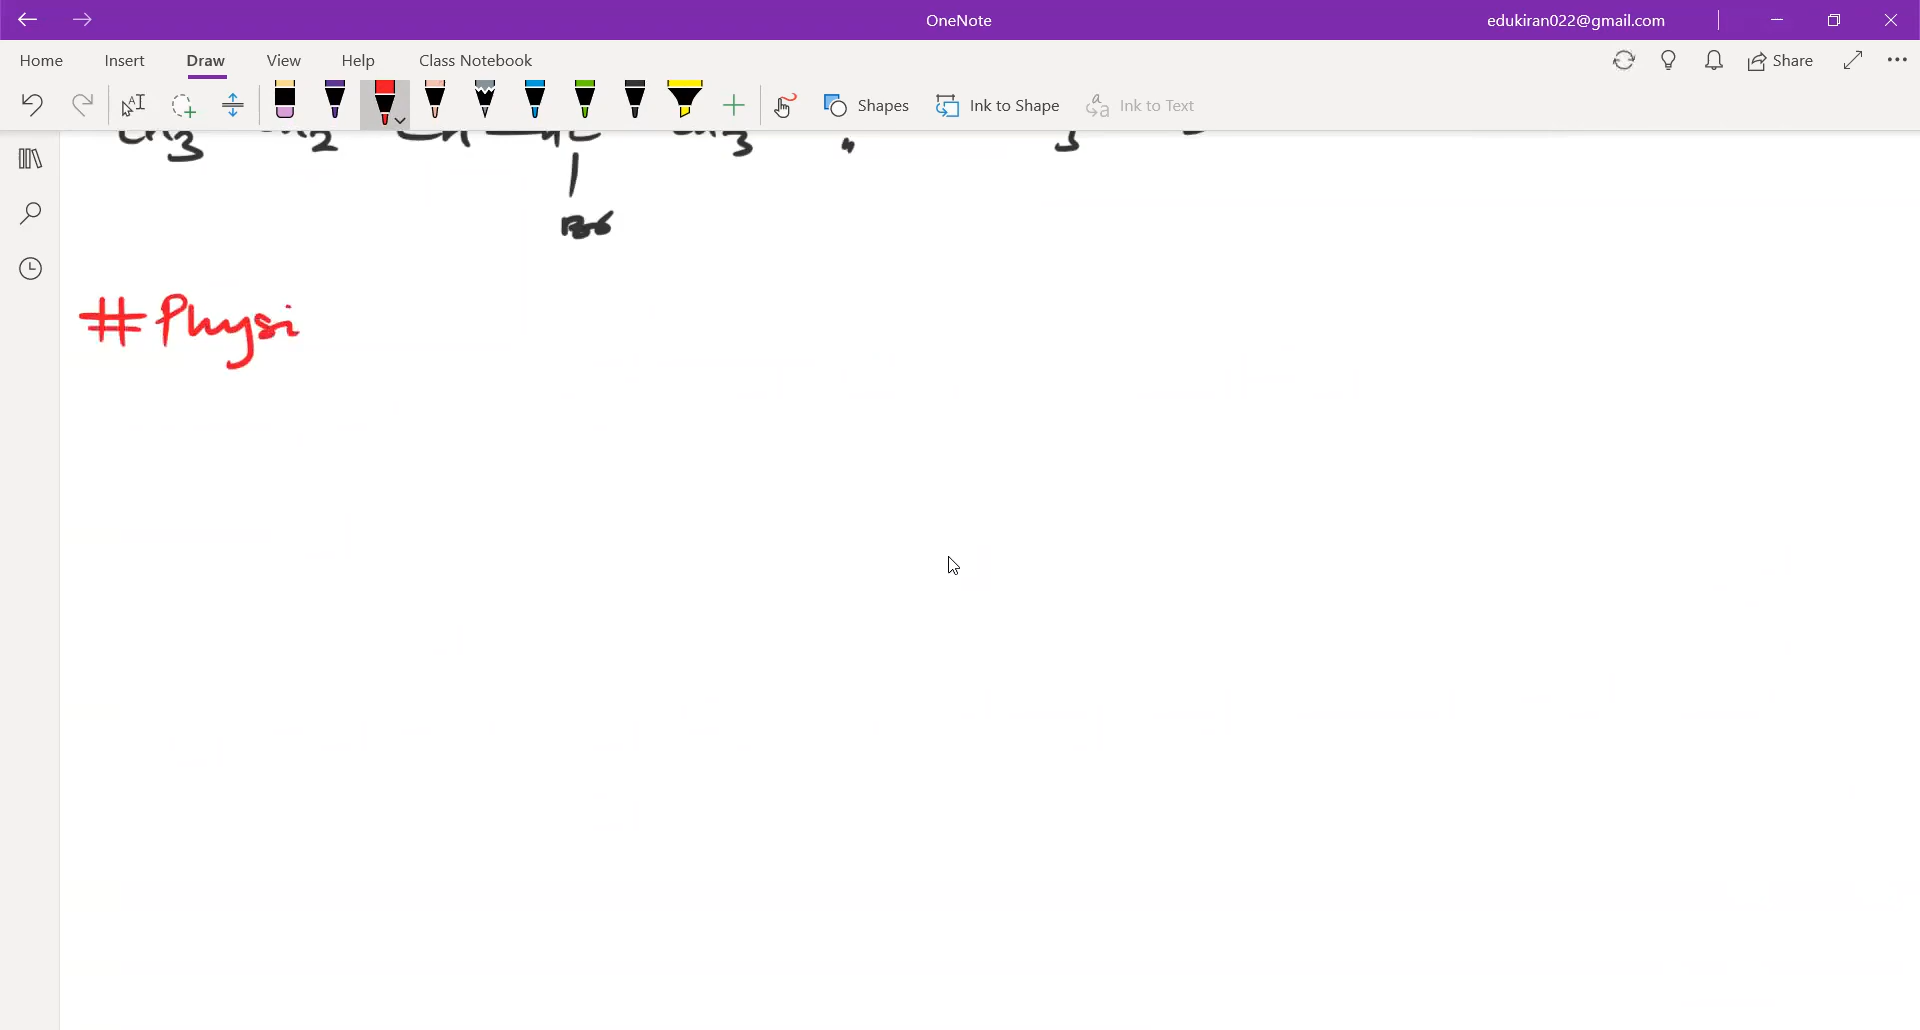 OneNote
edukiran022@gmail.com
Home Insert Draw View Help Class Notebook
Share
Shapes Ink to Shape Ink to Text
#Physi